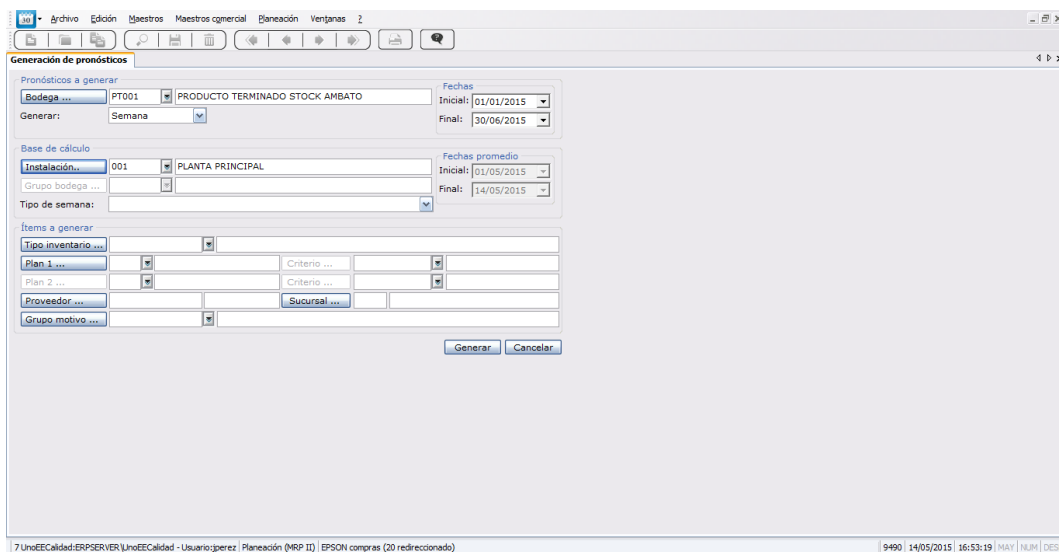 30 Archivo Edición Maestros Maestros comercial Planeación Ventanas ?
Generación de pronósticos
Pronósticos a generar
Bodega ... PT001 PRODUCTO TERMINADO STOCK AMBATO
Generar: Semana
Fechas
Inicial: 01/01/2015
Final: 30/06/2015
Base de cálculo
Instalación.. 001 PLANTA PRINCIPAL
Grupo bodega ...
Tipo de semana:
Fechas promedio
Inicial: 01/05/2015
Final: 14/05/2015
Ítems a generar
Tipo inventario ...
Plan 1 ... Criterio ...
Plan 2 ... Criterio ...
Proveedor ... Sucursal ...
Grupo motivo ...
Generar Cancelar
7 UnoEECalidad:ERPSERVER\UnoEECalidad - Usuario:jperez Planeación (MRP II) EPSON compras (20 redireccionado) 9490 14/05/2015 16:53:19 MAY NUM DES